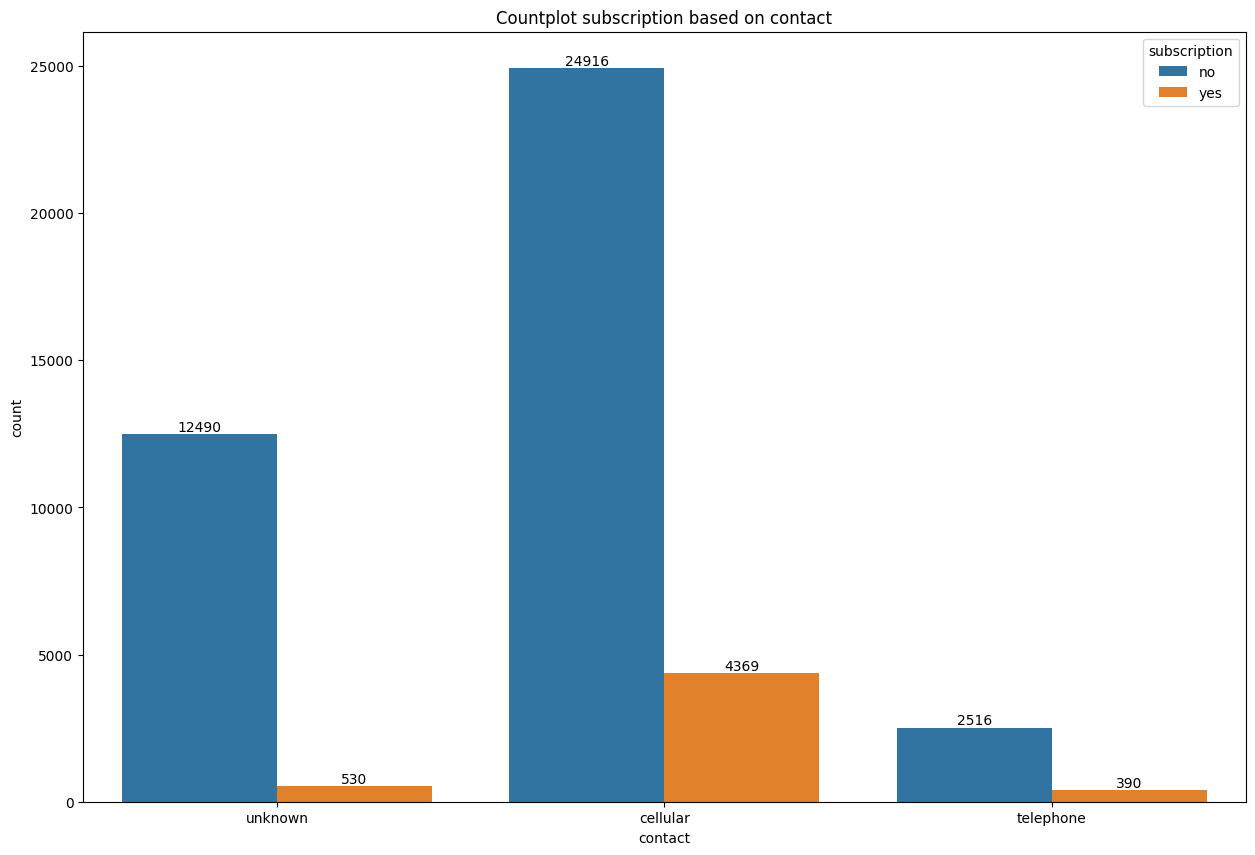 Countplot subscription based on contact
subscription
no
yes
25000
20000
15000
10000
5000
0
count
12490
530
24916
4369
2516
390
unknown
cellular
telephone
contact